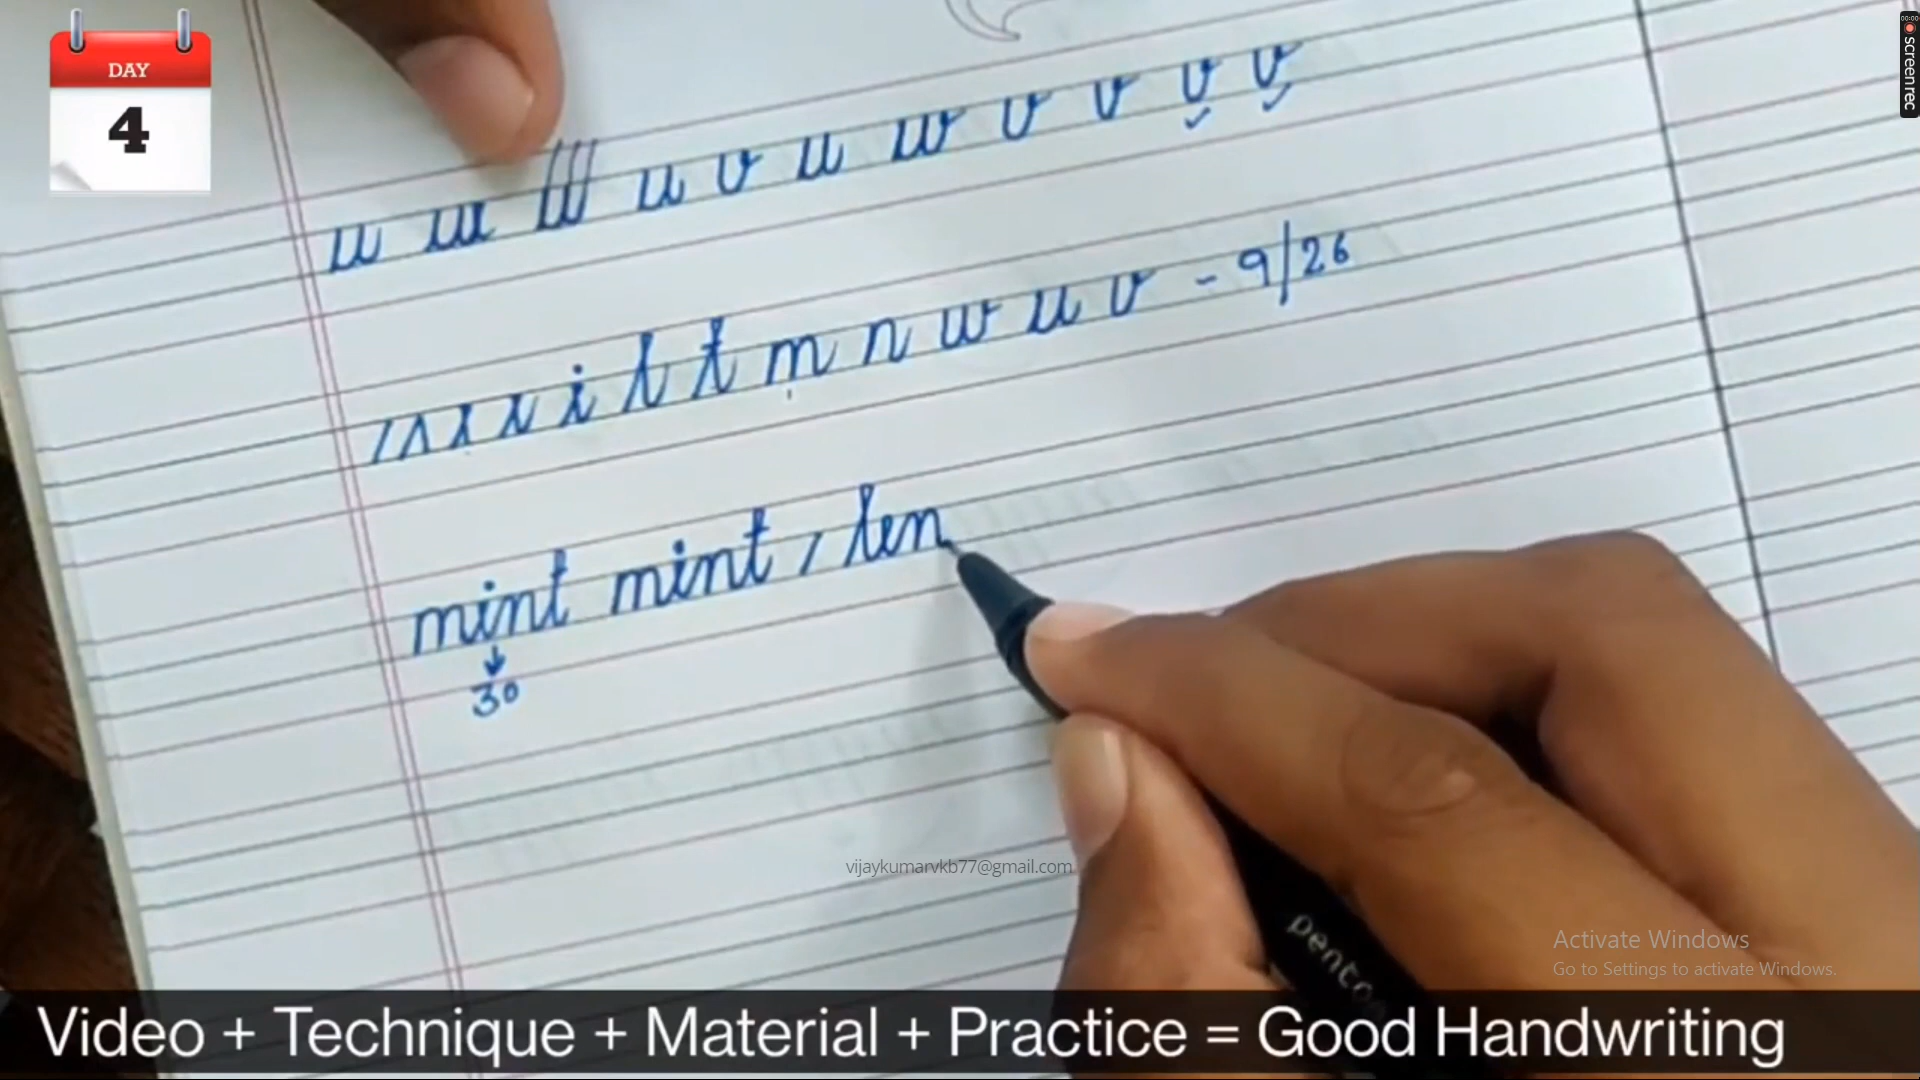 DAY
4
screenrec
u w u v u w v v v v
i t t m n w u v - 9/26
mint mint / ten
30
vijaykumarvkb77@gmail.com
pento
Activate Windows
Go to Settings to activate Windows.
Video + Technique + Material + Practice = Good Handwriting